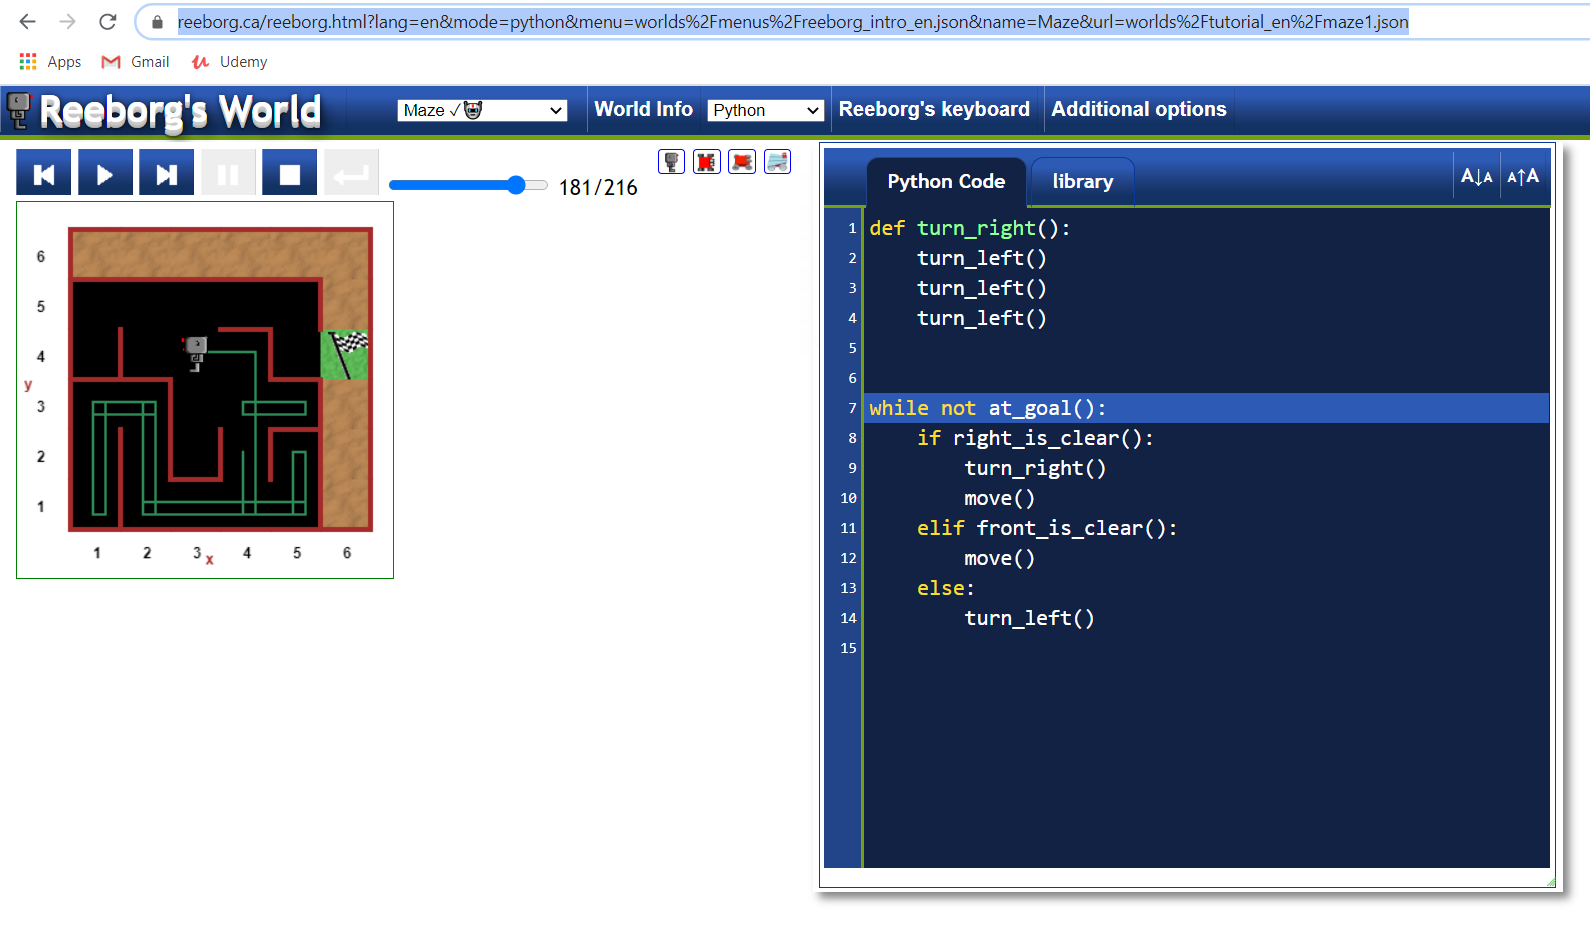 reeborg.ca/reeborg.html?lang=en&mode=python&menu=worlds%2Fmenus%2Freeborg_intro_en.json&name=Maze&url=worlds%2Ftutorial_en%2Fmaze1.json
Apps Gmail Udemy
Reeborg's World Maze ✓ World Info Python Reeborg's keyboard Additional options
181/216
6
5
4
y
3
2
1
1 2 3 x 4 5 6
Python Code library A↓A A↑A
1 def turn_right():
2     turn_left()
3     turn_left()
4     turn_left()
5
6
7 while not at_goal():
8     if right_is_clear():
9         turn_right()
10         move()
11     elif front_is_clear():
12         move()
13     else:
14         turn_left()
15